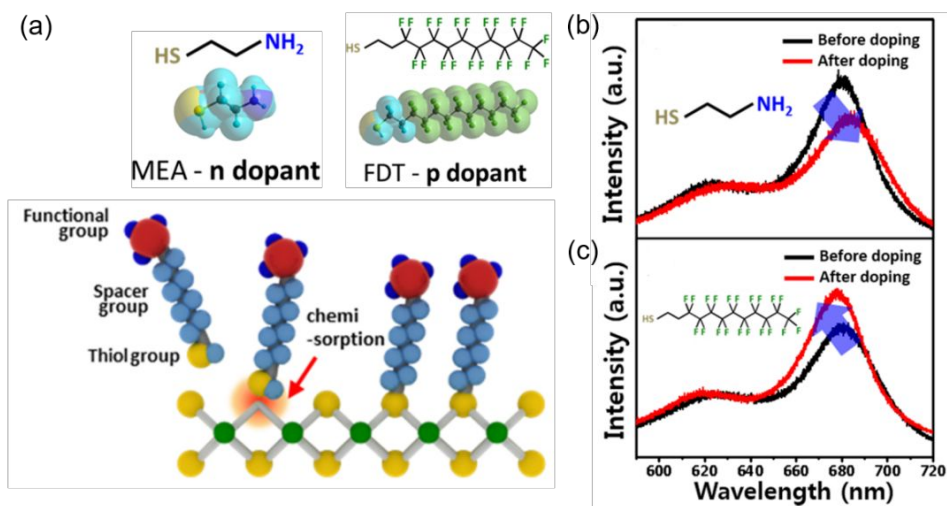 (a)
HS
NH2
MEA - n dopant
HS
F F F F F F F F F F
F
F
F F F F F F F F F F
F
FDT - p dopant
Functional
group
Spacer
group
Thiol group
chemi
-sorption
(b)
Intensity (a.u.)
Before doping
After doping
HS
NH2
(c)
Intensity (a.u.)
Before doping
After doping
HS
F F F F F F F F F F
F
F
F F F F F F F F F F
F
600 620 640 660 680 700 720
Wavelength (nm)